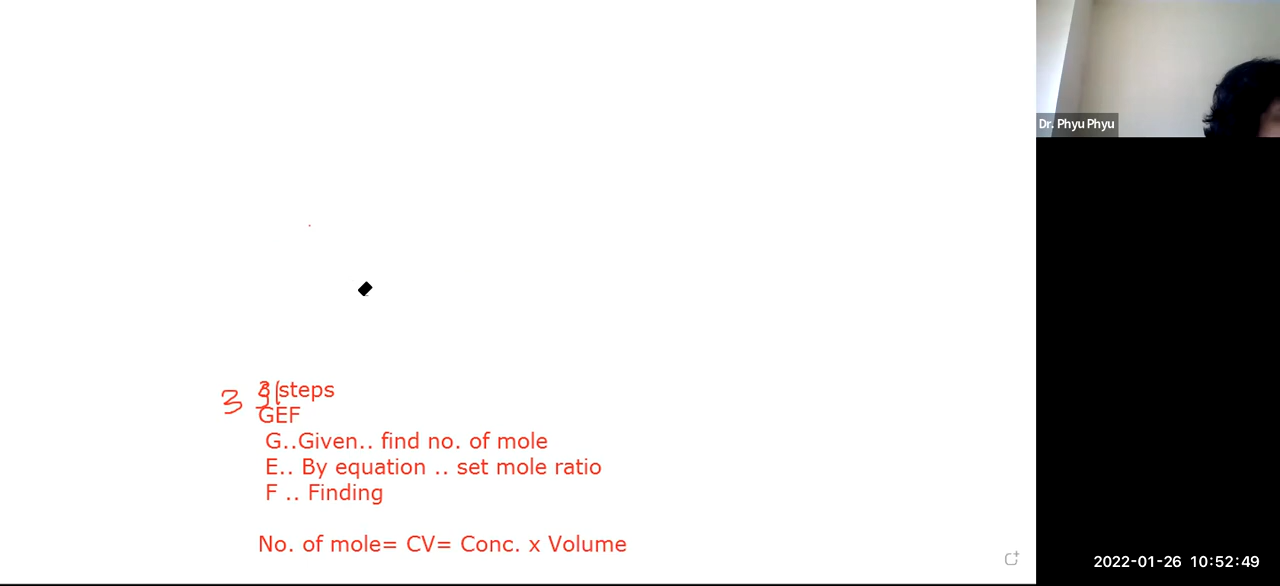 Dr. Phyu Phyu
3 3 steps
GEF
G..Given.. find no. of mole
E.. By equation .. set mole ratio
F .. Finding
No. of mole= CV= Conc. x Volume
2022-01-26 10:52:49